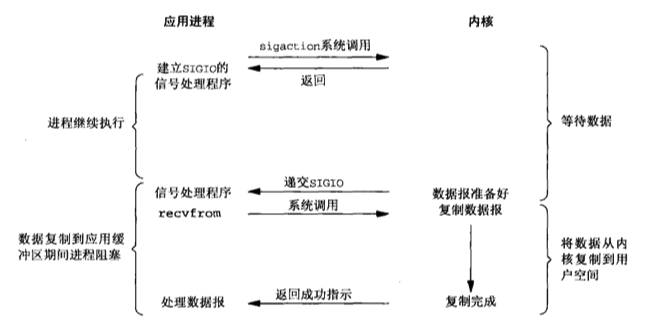 应用进程
内核
sigaction系统调用
建立SIGIO的
信号处理程序
返回
进程继续执行
等待数据
递交SIGIO
信号处理程序
数据报准备好
recvfrom
系统调用
复制数据报
数据复制到应用缓
冲区期间进程阻塞
将数据从内
核复制到用
户空间
返回成功指示
处理数据报
复制完成